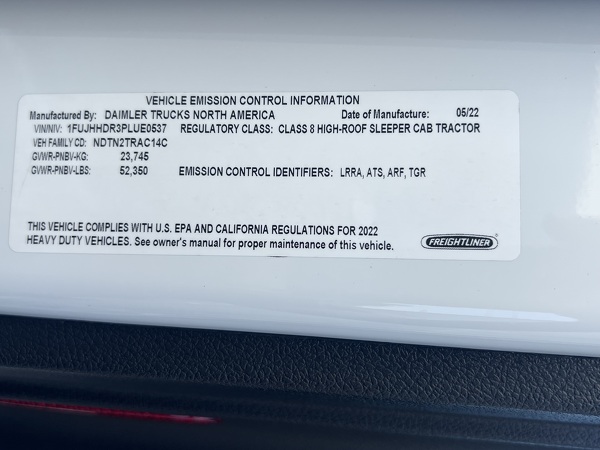 VEHICLE EMISSION CONTROL INFORMATION
Manufactured By: DAIMLER TRUCKS NORTH AMERICA Date of Manufacture: 05/22
VIN/NIV: 1FUJHHDR3PLUE0537 REGULATORY CLASS: CLASS 8 HIGH-ROOF SLEEPER CAB TRACTOR
VEH FAMILY CD: NDTN2TRAC14C
GVWR-PNBV-KG: 23,745
GVWR-PNBV-LBS: 52,350 EMISSION CONTROL IDENTIFIERS: LRRA, ATS, ARF, TGR
THIS VEHICLE COMPLIES WITH U.S. EPA AND CALIFORNIA REGULATIONS FOR 2022
HEAVY DUTY VEHICLES. See owner's manual for proper maintenance of this vehicle.
FREIGHTLINER